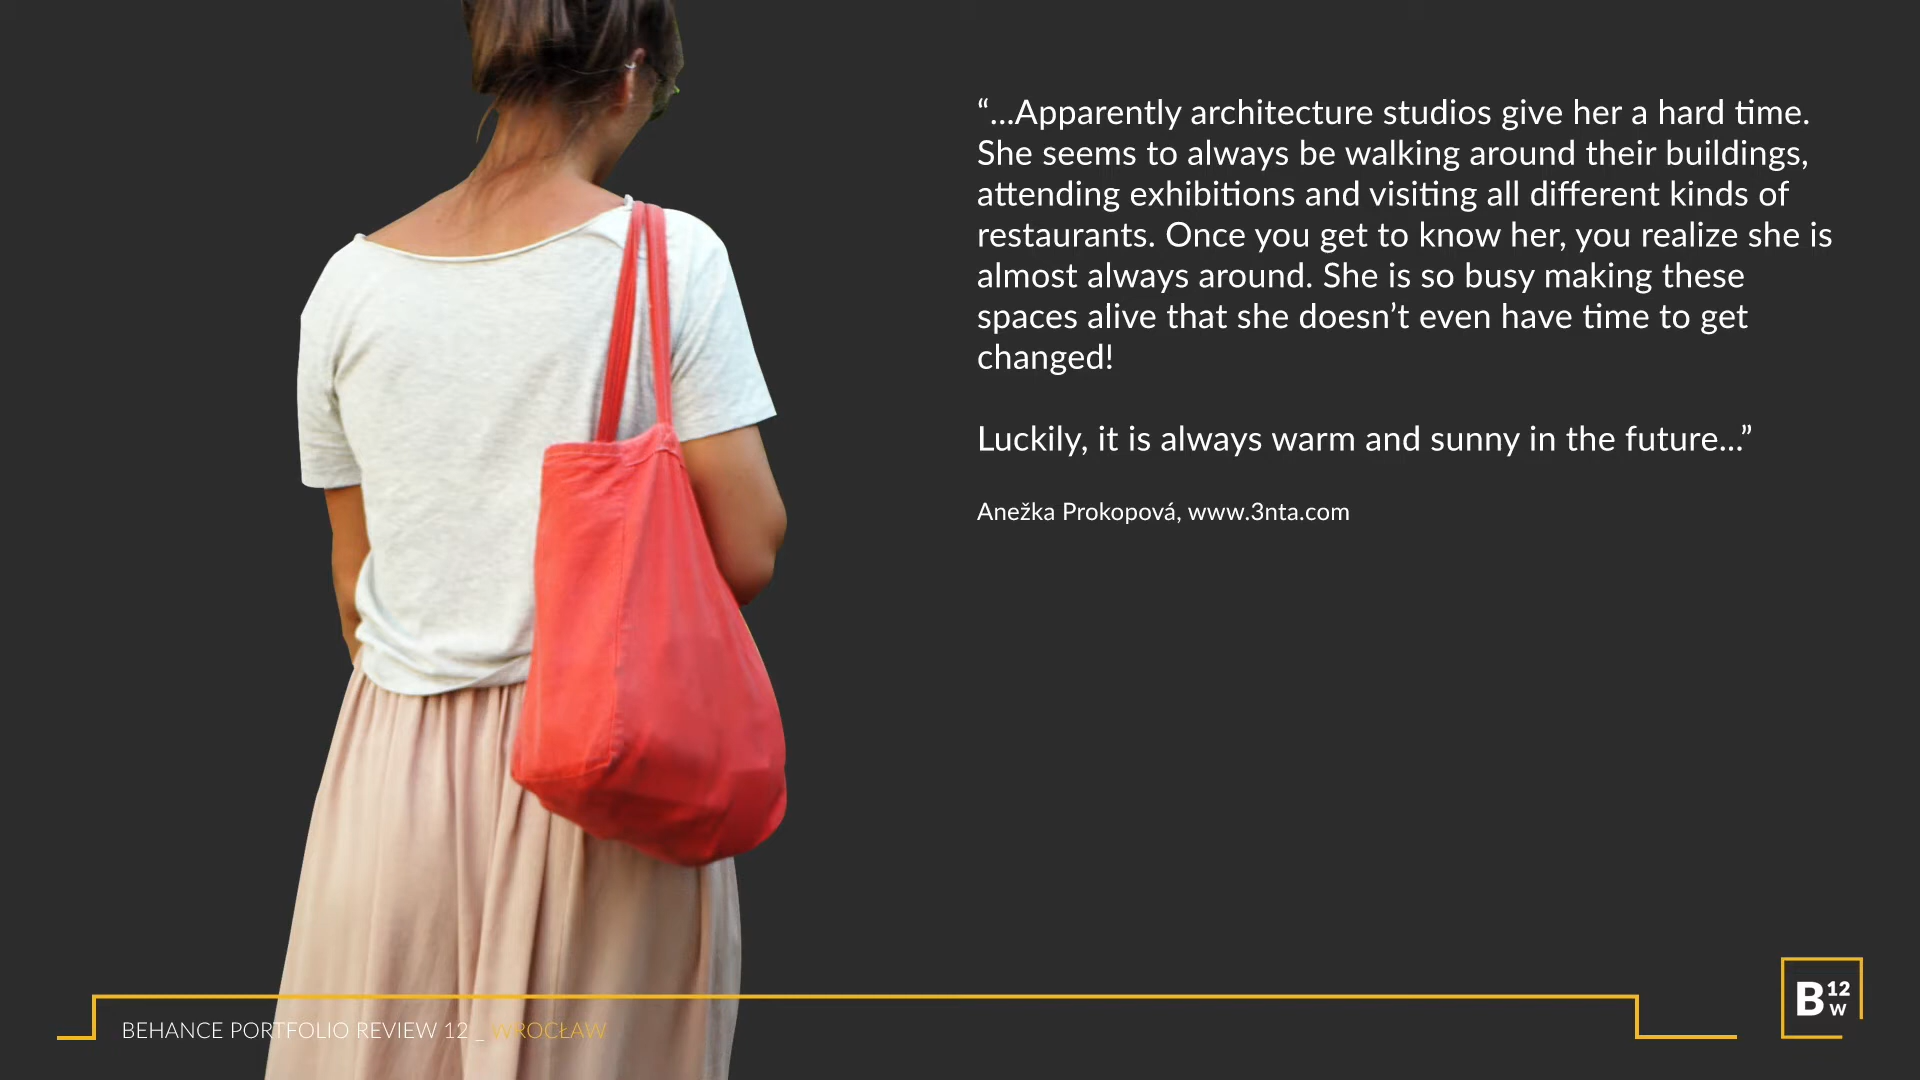 “...Apparently architecture studios give her a hard time.
She seems to always be walking around their buildings,
attending exhibitions and visiting all different kinds of
restaurants. Once you get to know her, you realize she is
almost always around. She is so busy making these
spaces alive that she doesn’t even have time to get
changed!
Luckily, it is always warm and sunny in the future...”
Anežka Prokopová, www.3nta.com
BEHANCE PORTFOLIO REVIEW 12 _ WROCŁAW
B12
W